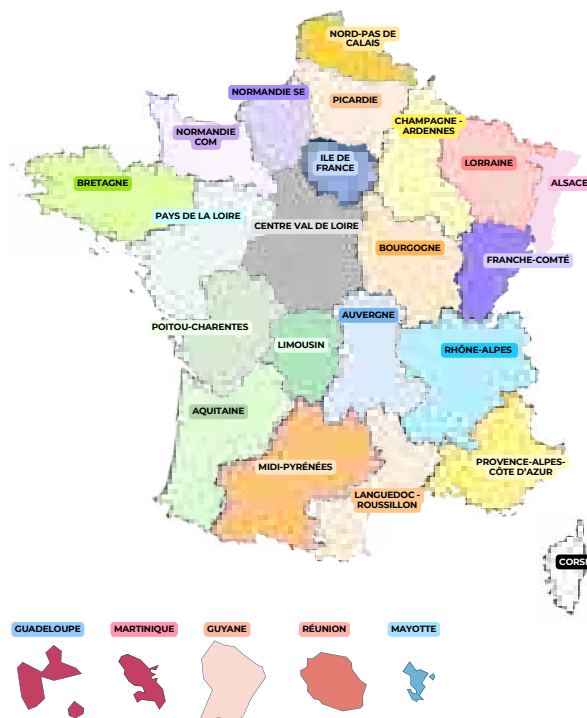 NORD-PAS DE
CALAIS
NORMANDIE SE
PICARDIE
CHAMPAGNE -
ARDENNES
NORMANDIE
COM
ILE DE
FRANCE
LORRAINE
ALSACE
BRETAGNE
PAYS DE LA LOIRE
CENTRE VAL DE LOIRE
BOURGOGNE
FRANCHE-COMTÉ
POITOU-CHARENTES
AUVERGNE
LIMOUSIN
RHÔNE-ALPES
AQUITAINE
MIDI-PYRÉNÉES
PROVENCE-ALPES-
CÔTE D'AZUR
LANGUEDOC -
ROUSSILLON
CORS
GUADELOUPE
MARTINIQUE
GUYANE
RÉUNION
MAYOTTE